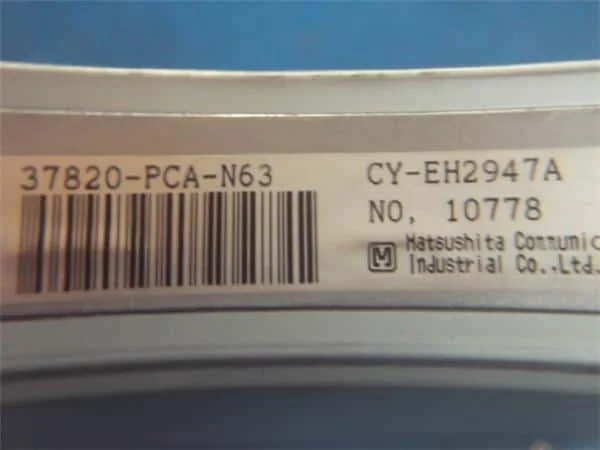 37820-PCA-N63
CY-EH2947A
NO, 10778
M Matsushita Communic
Industrial Co.,Ltd.